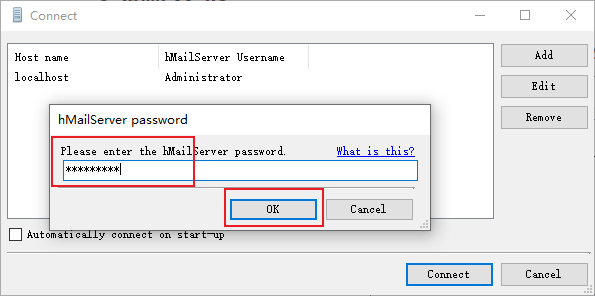 Connect
Host name hMailServer Username
localhost Administrator
Add
Edit
Remove
hMailServer password
Please enter the hMailServer password. What is this?
*********
OK Cancel
Automatically connect on start-up
Connect Cancel